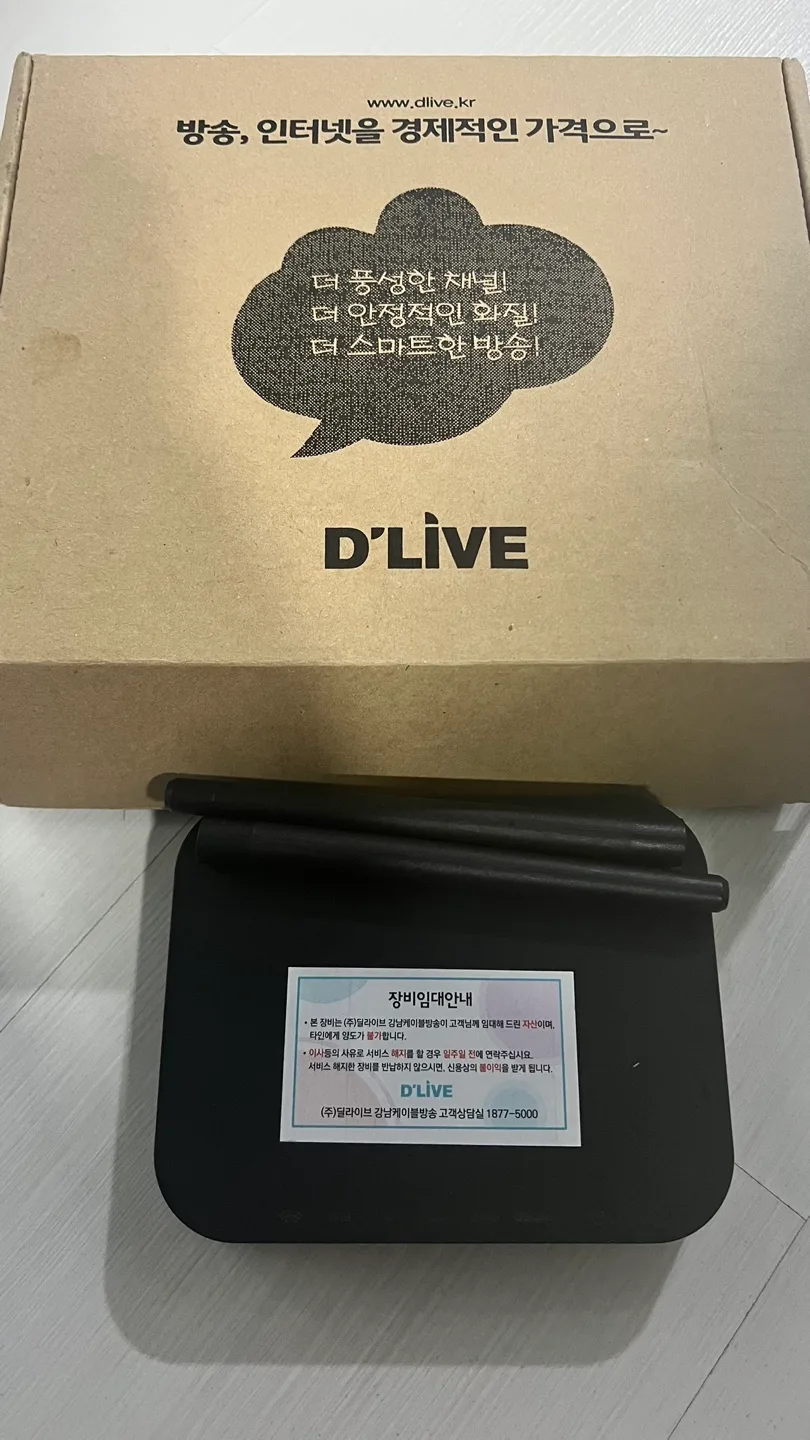 www.dlive.kr
방송, 인터넷을 경제적인 가격으로~
더 풍성한 채널!
더 안정적인 화질!
더 스마트한 방송!
D'LIVE
장비임대안내
• 본 장비는 (주)딜라이브 강남케이블방송이 고객님께 임대해 드린 자산이며,
타인에게 양도가 불가합니다.
• 이사등의 사유로 서비스 해지를 할 경우 일주일 전에 연락주십시요.
서비스 해지한 장비를 반납하지 않으시면, 신용상의 불이익을 받게 됩니다.
D'LIVE
(주)딜라이브 강남케이블방송 고객상담실 1877-5000